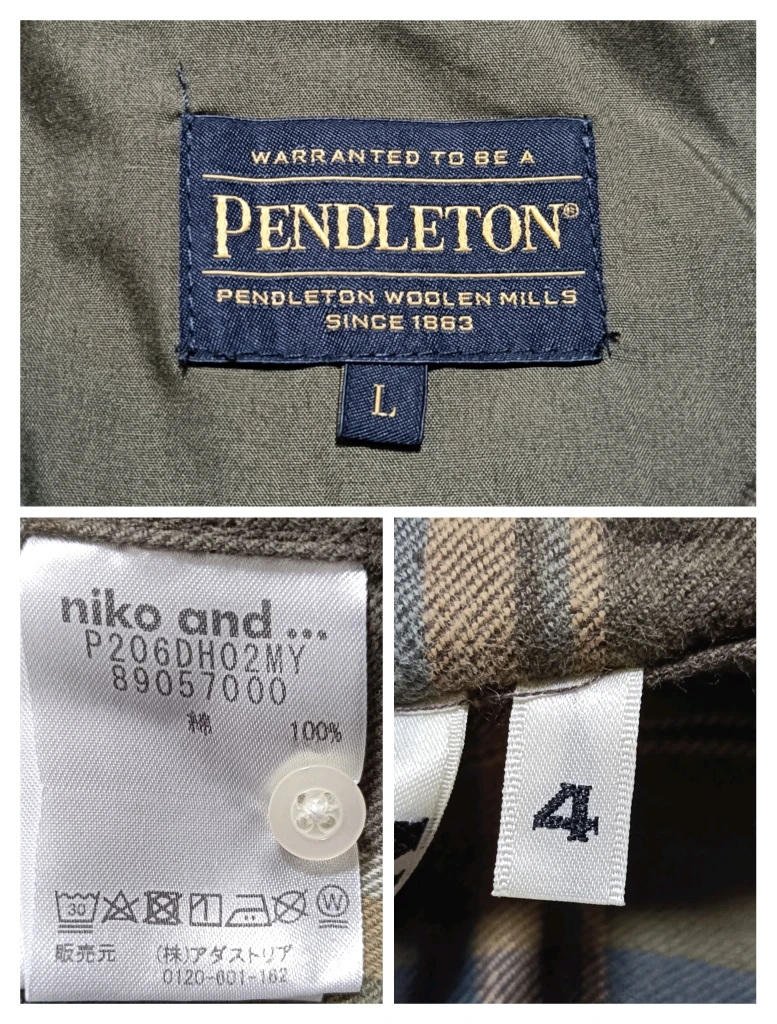 WARRANTED TO BE A
PENDLETON®
PENDLETON WOOLEN MILLS
SINCE 1863
L
niko and ...
P206DH02MY
89057000
綿 100%
30
W
販売元 (株)アダストリア
0120-601-162
4